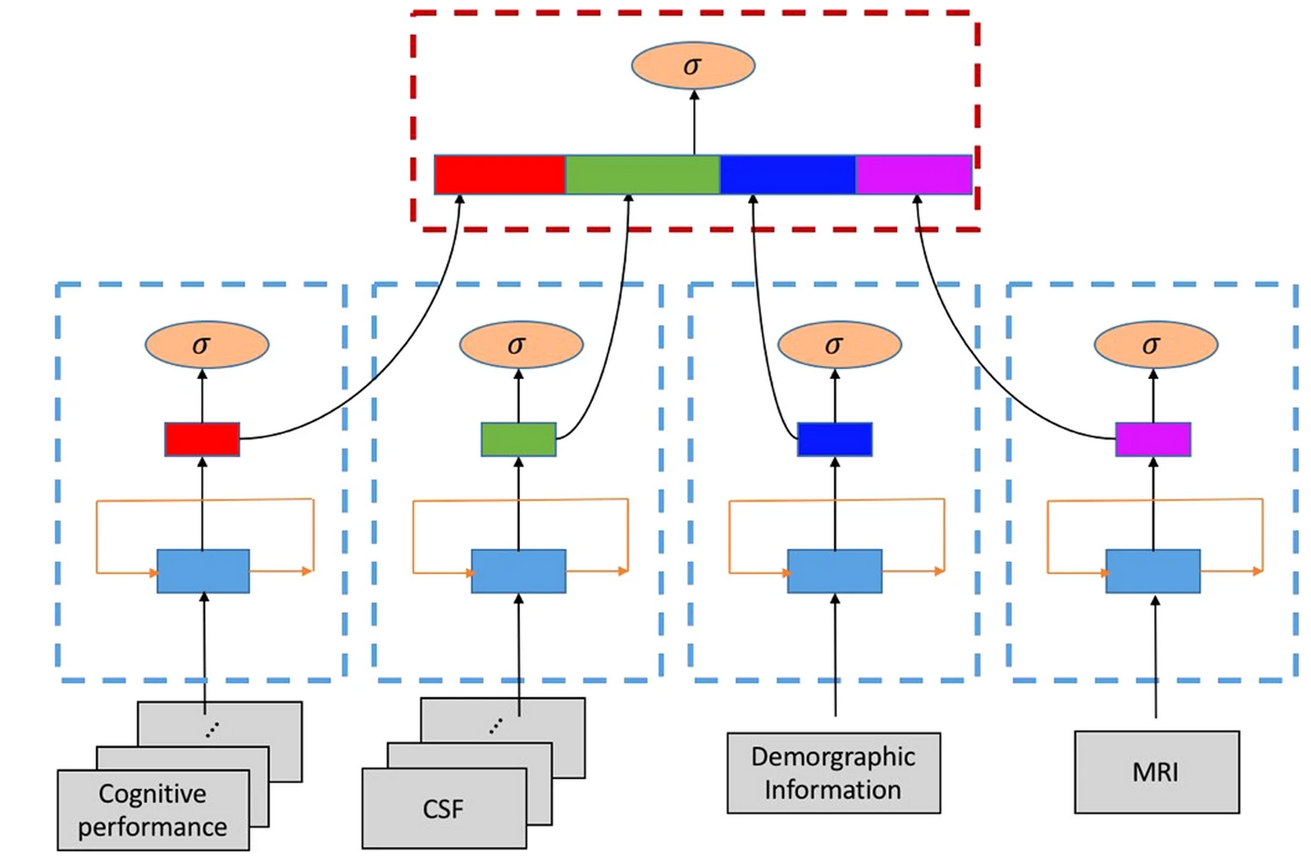 σ
σ
σ
σ
σ
Cognitive
performance
CSF
Demorgraphic
Information
MRI